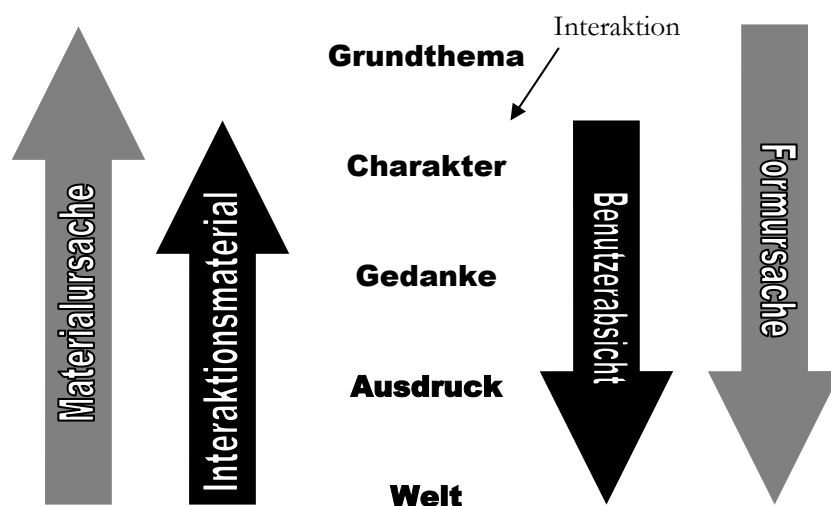 Interaktion
Grundthema
Charakter
Gedanke
Ausdruck
Welt
Materialursache
Interaktionsmaterial
Benutzerabsicht
Formursache